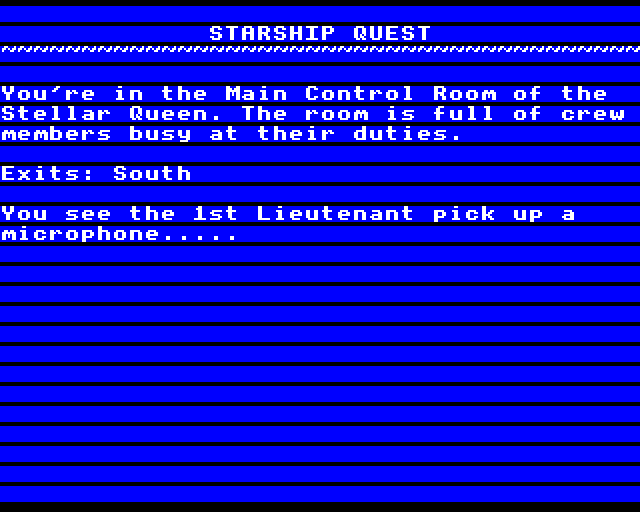 STARSHIP QUEST
~~~~~~~~~~~~~~~~~~~~~~~~~~~~~~~~~~~~~~~~
You're in the Main Control Room of the
Stellar Queen. The room is full of crew
members busy at their duties.
Exits: South
You see the 1st Lieutenant pick up a
microphone.....